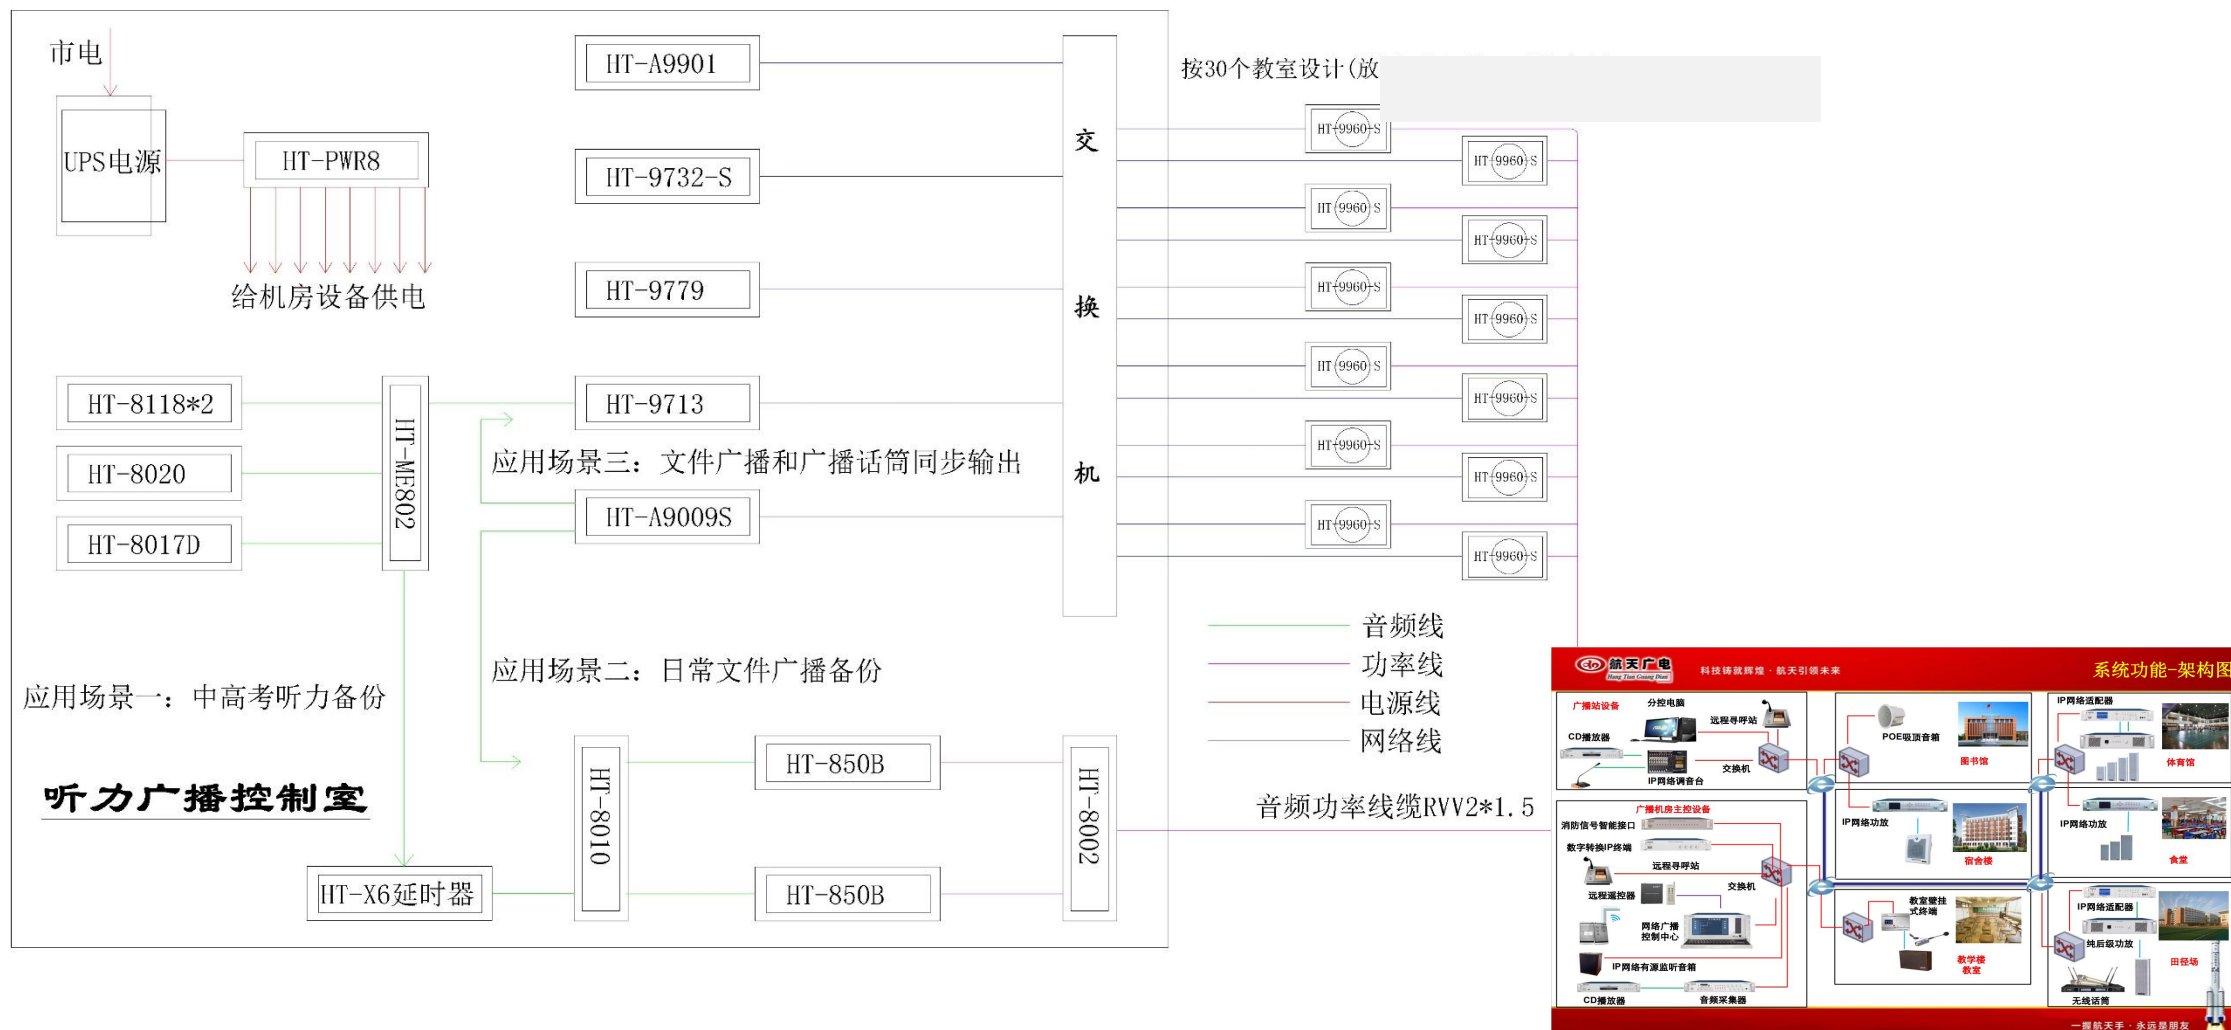 市电
UPS电源
HT-PWR8
给机房设备供电
HT-A9901
HT-9732-S
HT-9779
HT-9713
HT-A9009S
交
换
机
HT-8118*2
HT-8020
HT-8017D
HT-ME802
应用场景三：文件广播和广播话筒同步输出
应用场景二：日常文件广播备份
应用场景一：中高考听力备份
听力广播控制室
HT-X6延时器
HT-8010
HT-850B
HT-850B
HT-8002
按30个教室设计(放
HT-9960-S
HT-9960-S
HT-9960-S
HT-9960-S
HT-9960-S
HT-9960-S
HT-9960-S
HT-9960-S
HT-9960-S
HT-9960-S
HT-9960-S
HT-9960-S
音频线
功率线
电源线
网络线
音频功率线缆RVV2*1.5
航天广电
Hang Tian Guang Dian
科技铸就辉煌·航天引领未来
系统功能-架构图
广播站设备
分控电脑
远程寻呼站
CD播放器
IP网络调音台
交换机
广播机房主控设备
消防信号智能接口
数字转换IP终端
远程寻呼站
远程遥控器
交换机
网络广播
控制中心
IP网络有源监听音箱
CD播放器
音频采集器
POE吸顶音箱
图书馆
IP网络功放
宿舍楼
教室壁挂
式终端
教学楼
教室
IP网络适配器
体育馆
IP网络功放
食堂
IP网络适配器
纯后级功放
田径场
无线话筒
一握航天手·永远是朋友